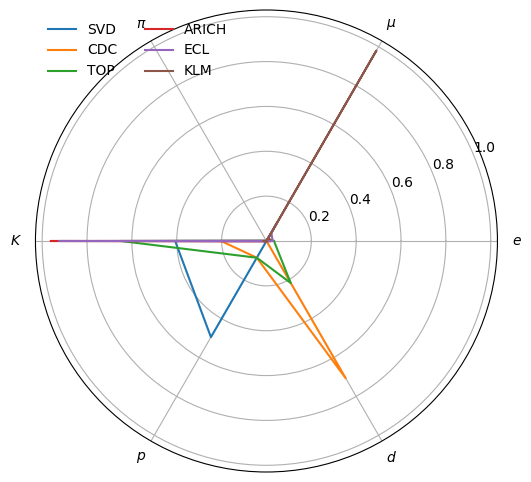 π
μ
SVD ARICH
CDC ECL
TOP KLM
1.0
0.8
0.6
0.4
0.2
K
e
p
d